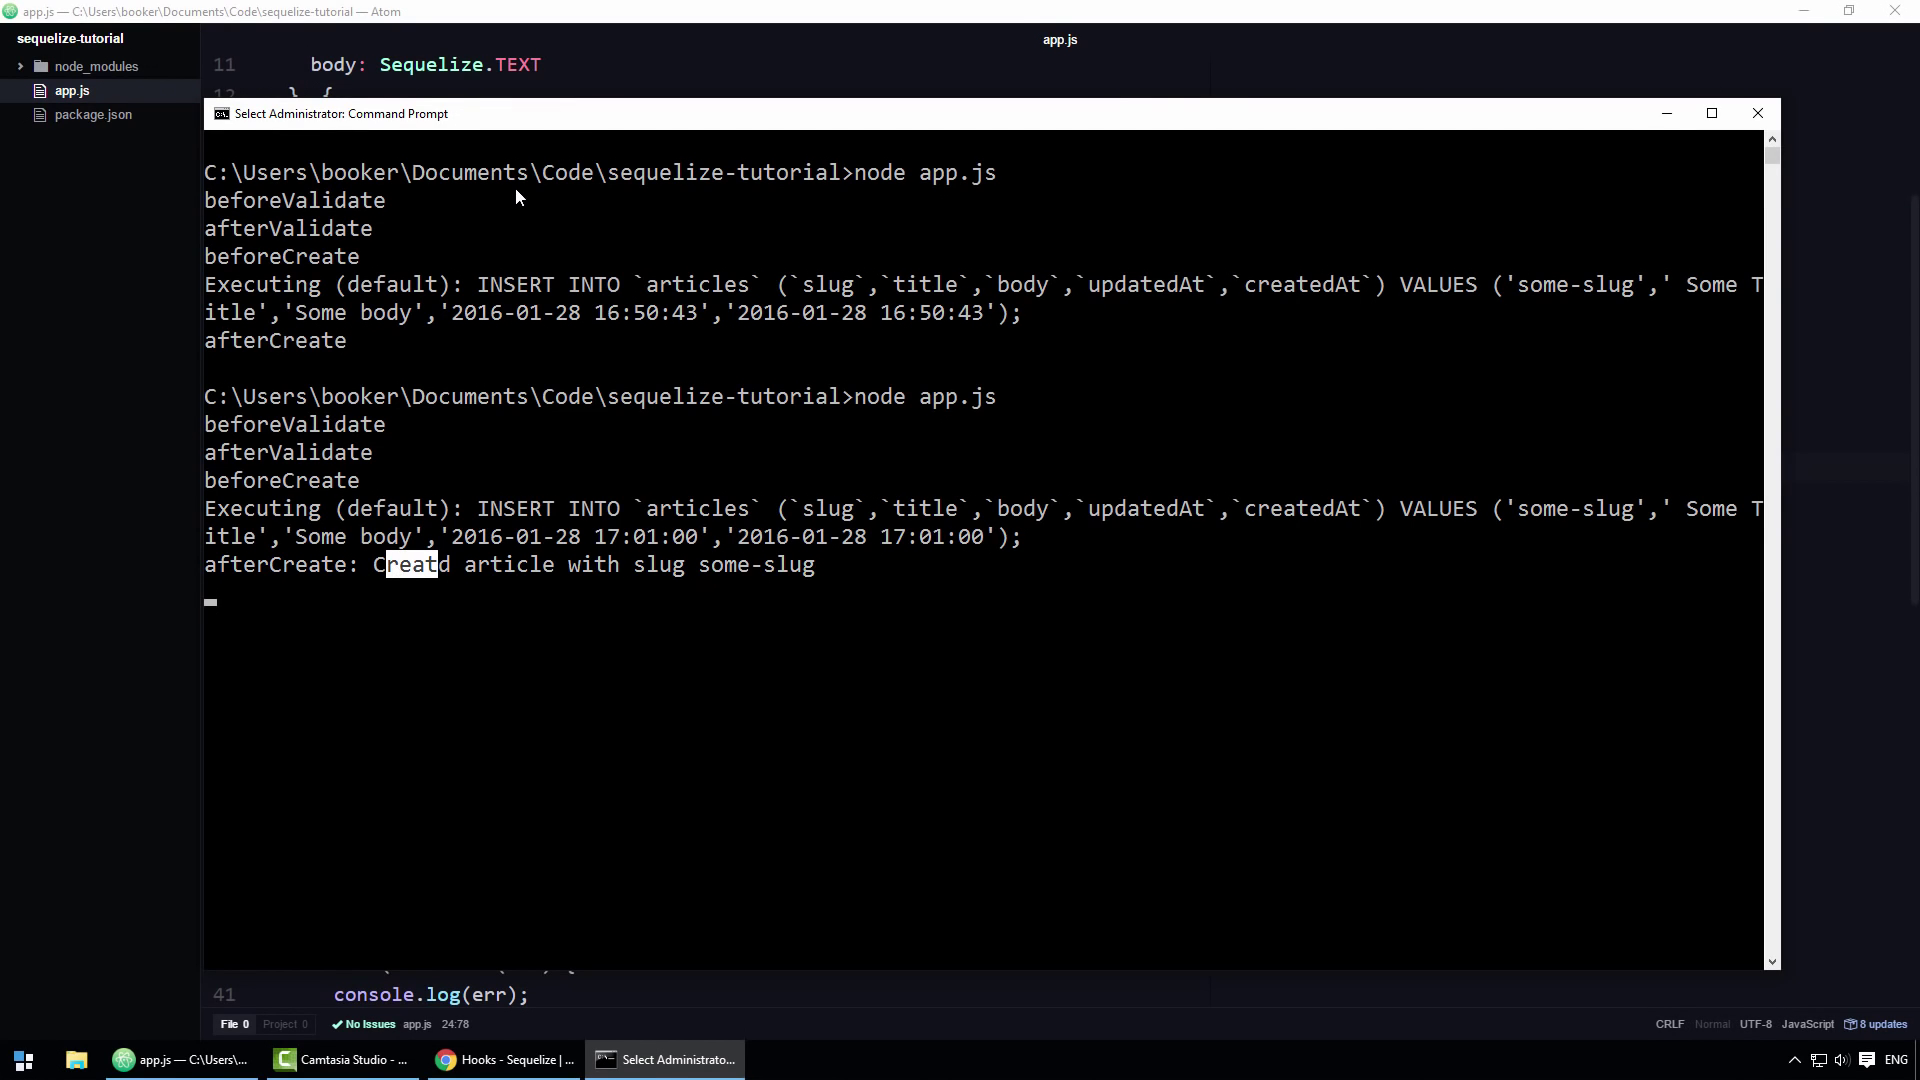 app.js — C:\Users\booker\Documents\Code\sequelize-tutorial — Atom
sequelize-tutorial
node_modules
app.js
package.json
app.js
11 body: Sequelize.TEXT
12 }, {
Select Administrator: Command Prompt
C:\Users\booker\Documents\Code\sequelize-tutorial>node app.js
beforeValidate
afterValidate
beforeCreate
Executing (default): INSERT INTO `articles` (`slug`,`title`,`body`,`updatedAt`,`createdAt`) VALUES ('some-slug',' Some T
itle','Some body','2016-01-28 16:50:43','2016-01-28 16:50:43');
afterCreate
C:\Users\booker\Documents\Code\sequelize-tutorial>node app.js
beforeValidate
afterValidate
beforeCreate
Executing (default): INSERT INTO `articles` (`slug`,`title`,`body`,`updatedAt`,`createdAt`) VALUES ('some-slug',' Some T
itle','Some body','2016-01-28 17:01:00','2016-01-28 17:01:00');
afterCreate: Creatd article with slug some-slug
41 console.log(err);
File 0 Project 0 No Issues app.js 24:78
CRLF Normal UTF-8 JavaScript 8 updates
app.js — C:\Users\...
Camtasia Studio - ...
Hooks - Sequelize | ...
Select Administrato...
ENG